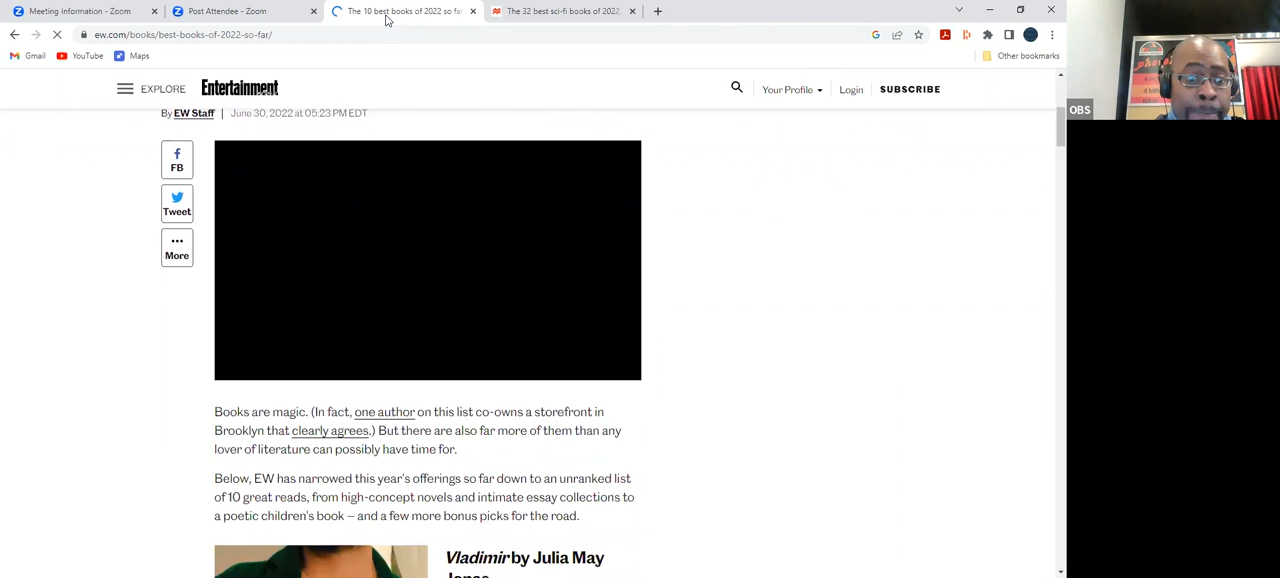 Meeting Information - Zoom
Post Attendee - Zoom
The 10 best books of 2022 so far
The 32 best sci-fi books of 2022,
ew.com/books/best-books-of-2022-so-far/
Gmail YouTube Maps Other bookmarks
EXPLORE Entertainment Your Profile Login SUBSCRIBE
By EW Staff | June 30, 2022 at 05:23 PM EDT
FB
Tweet
More
Books are magic. (In fact, one author on this list co-owns a storefront in
Brooklyn that clearly agrees.) But there are also far more of them than any
lover of literature can possibly have time for.
Below, EW has narrowed this year's offerings so far down to an unranked list
of 10 great reads, from high-concept novels and intimate essay collections to
a poetic children's book — and a few more bonus picks for the road.
Vladimir by Julia May
Jonas
OBS